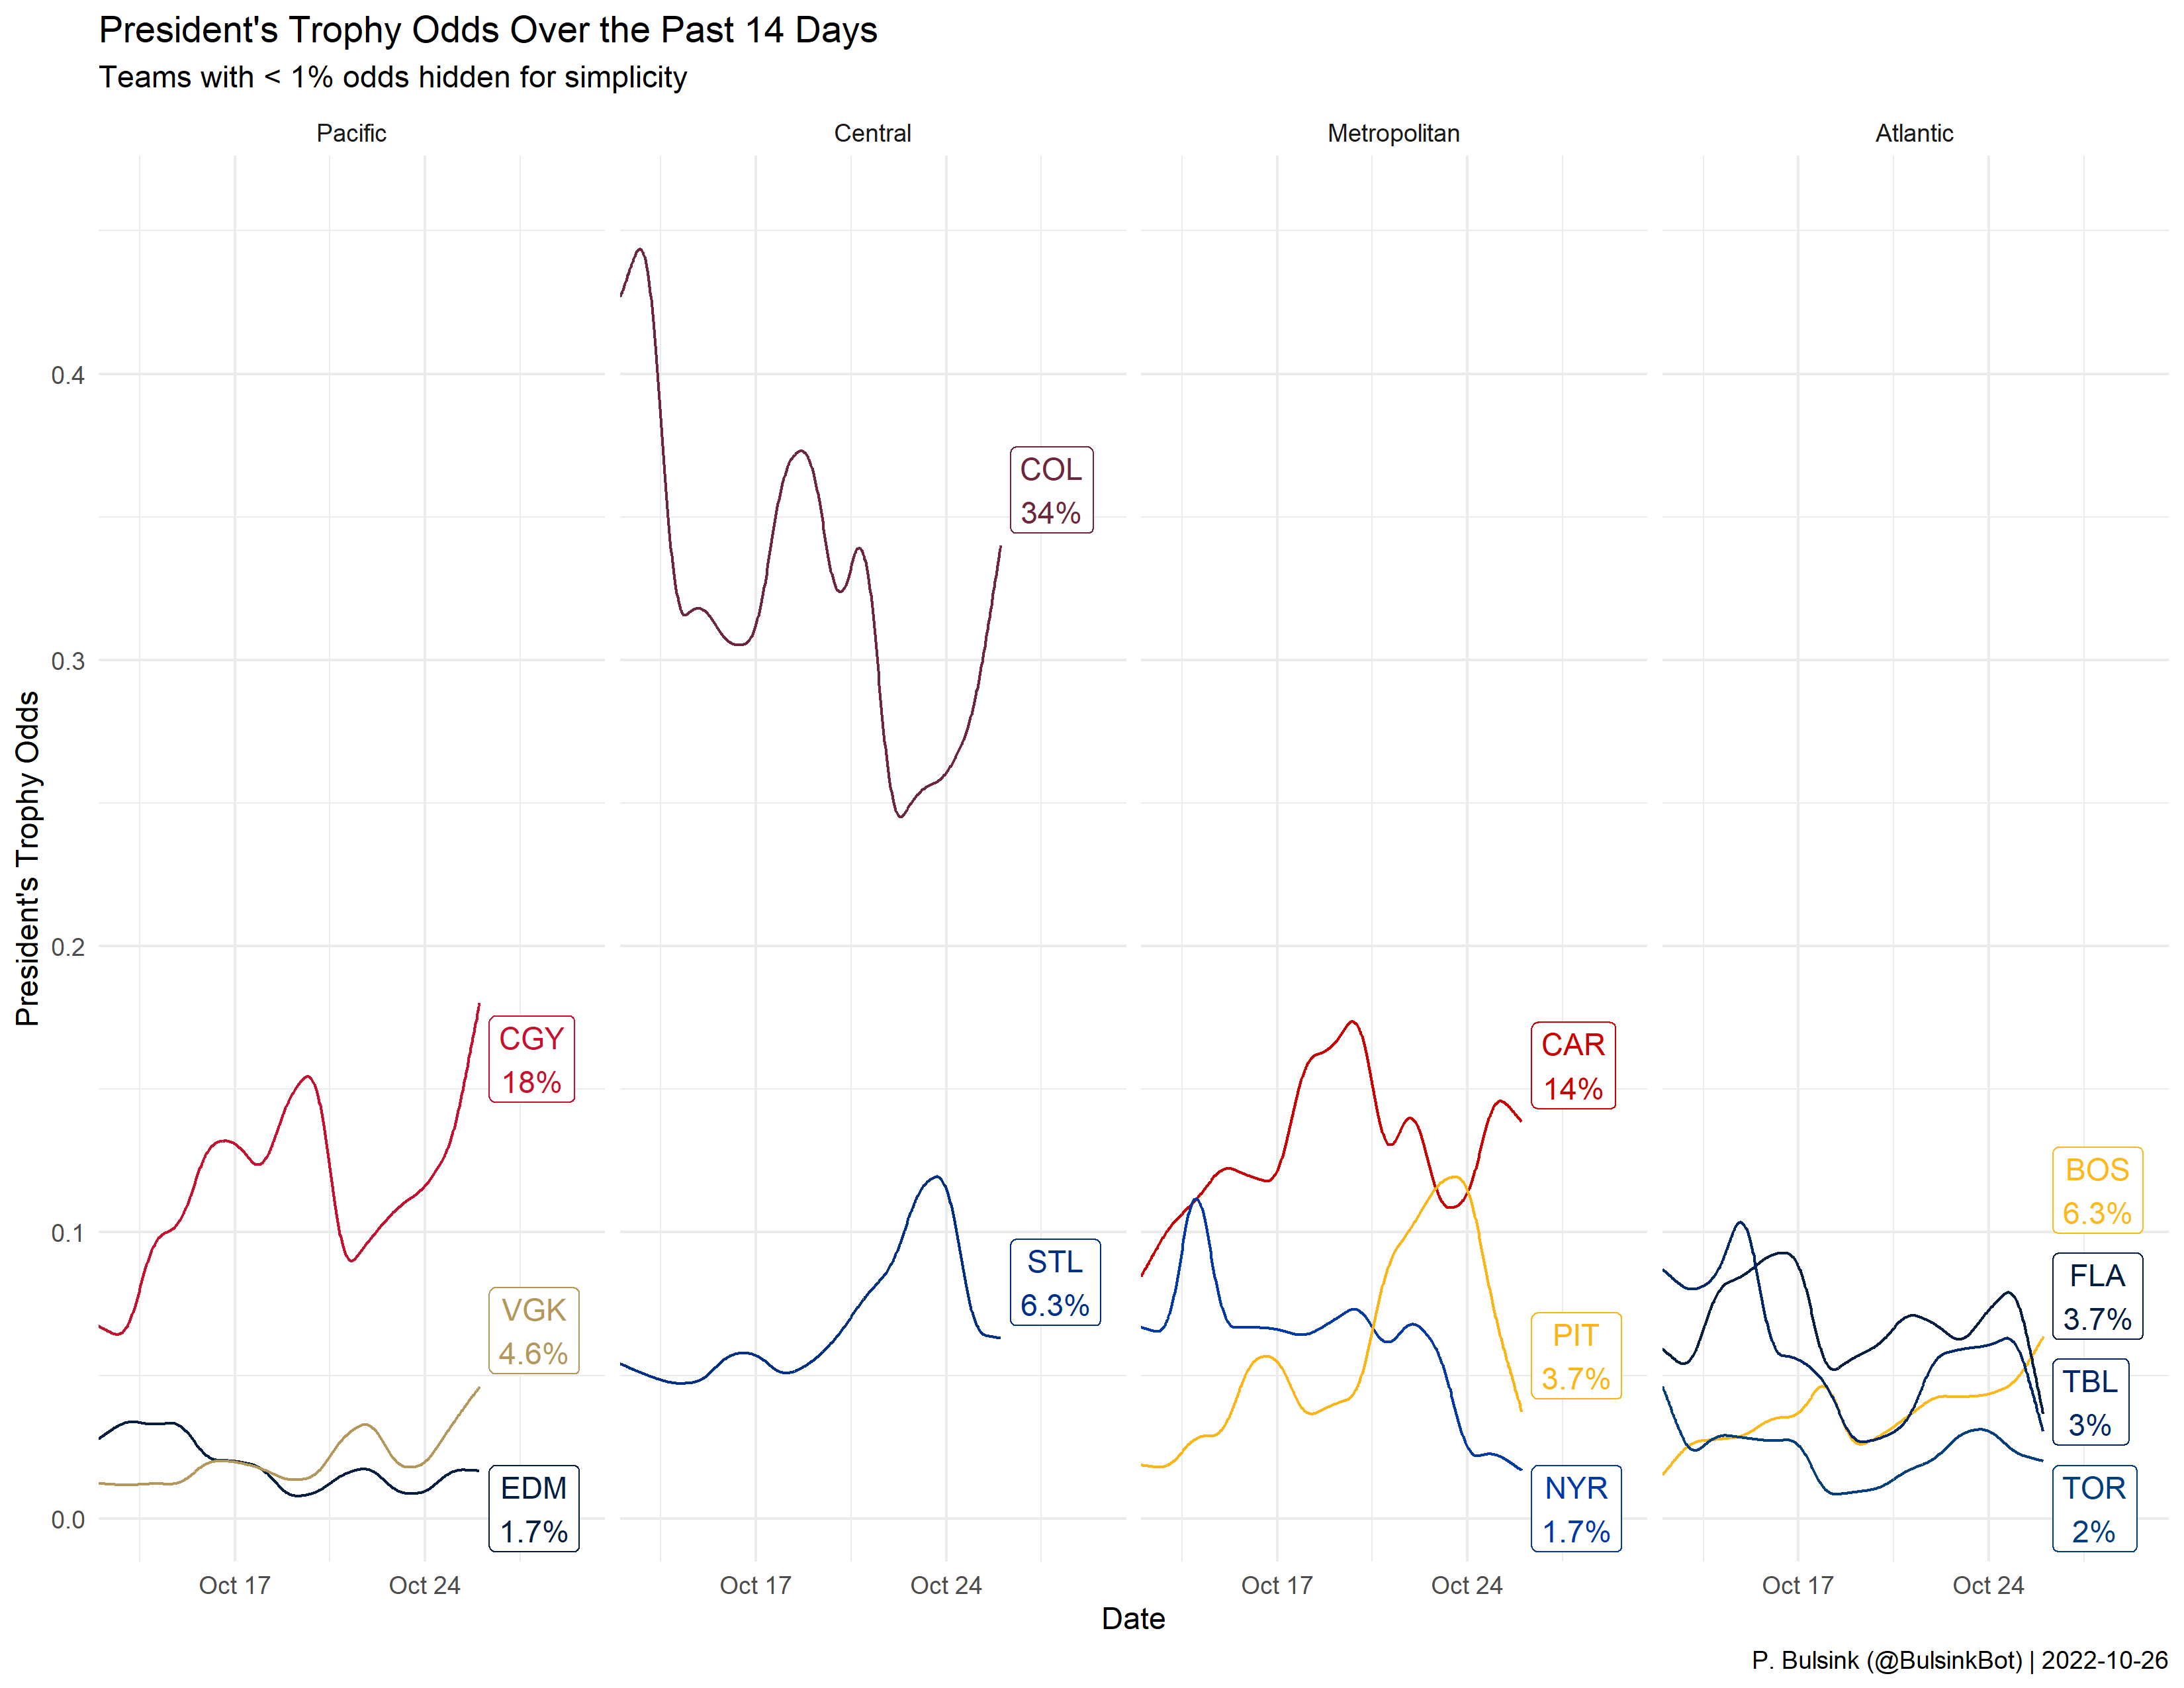 President's Trophy Odds Over the Past 14 Days
Teams with < 1% odds hidden for simplicity
Pacific
Central
Metropolitan
Atlantic
President's Trophy Odds
0.4
0.3
0.2
0.1
0.0
CGY
18%
VGK
4.6%
EDM
1.7%
COL
34%
STL
6.3%
CAR
14%
PIT
3.7%
NYR
1.7%
BOS
6.3%
FLA
3.7%
TBL
3%
TOR
2%
Oct 17
Oct 24
Oct 17
Oct 24
Oct 17
Oct 24
Oct 17
Oct 24
Date
P. Bulsink (@BulsinkBot) | 2022-10-26